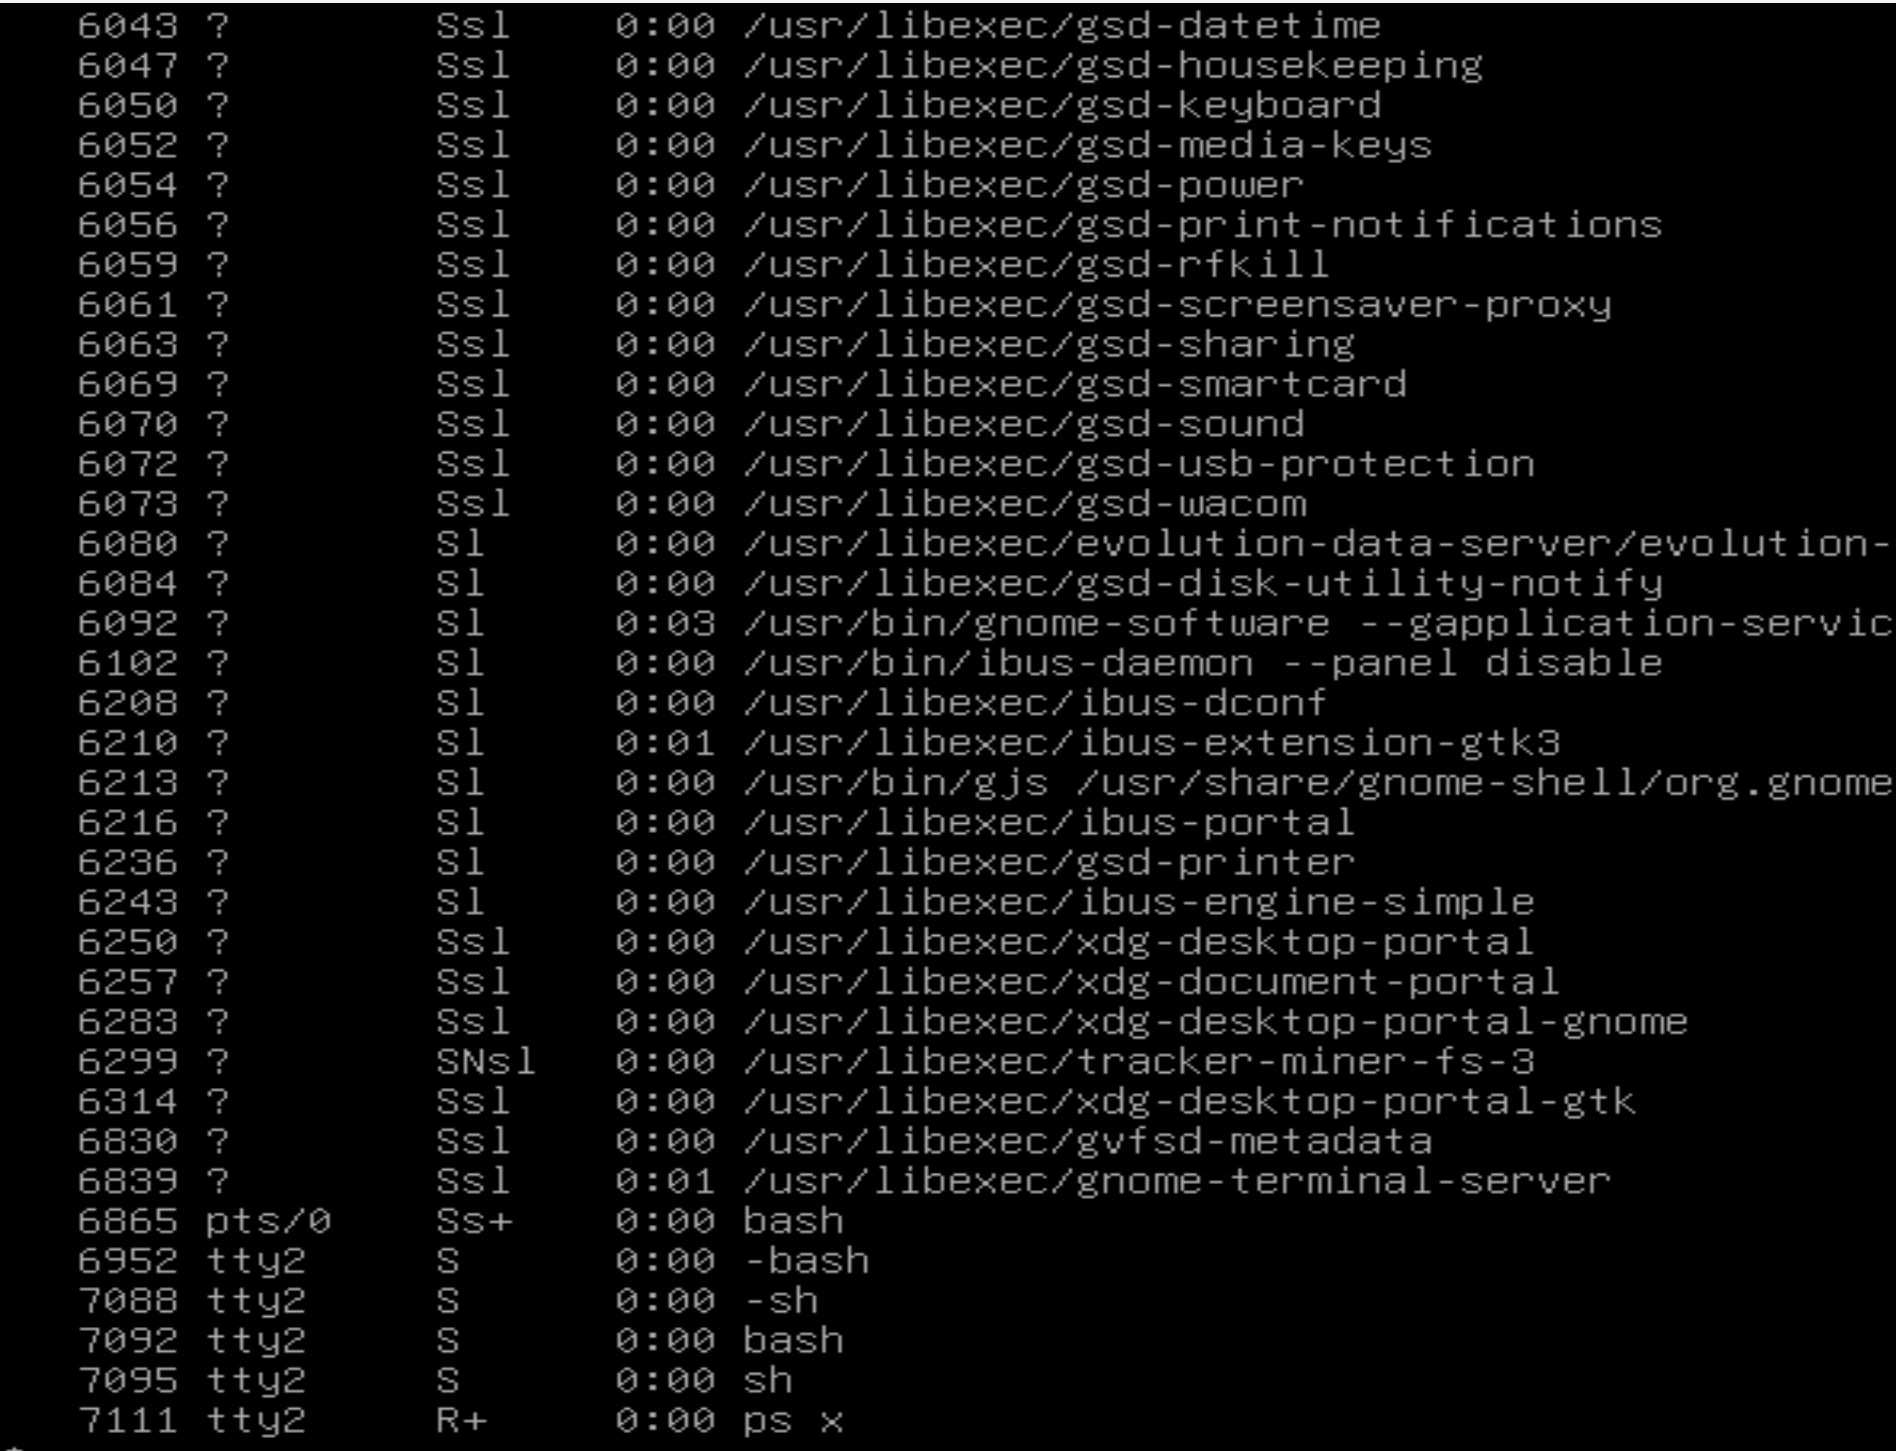 6043 ? Ssl 0:00 /usr/libexec/gsd-datetime
6047 ? Ssl 0:00 /usr/libexec/gsd-housekeeping
6050 ? Ssl 0:00 /usr/libexec/gsd-keyboard
6052 ? Ssl 0:00 /usr/libexec/gsd-media-keys
6054 ? Ssl 0:00 /usr/libexec/gsd-power
6056 ? Ssl 0:00 /usr/libexec/gsd-print-notifications
6059 ? Ssl 0:00 /usr/libexec/gsd-rfkill
6061 ? Ssl 0:00 /usr/libexec/gsd-screensaver-proxy
6063 ? Ssl 0:00 /usr/libexec/gsd-sharing
6069 ? Ssl 0:00 /usr/libexec/gsd-smartcard
6070 ? Ssl 0:00 /usr/libexec/gsd-sound
6072 ? Ssl 0:00 /usr/libexec/gsd-usb-protection
6073 ? Ssl 0:00 /usr/libexec/gsd-wacom
6080 ? Sl 0:00 /usr/libexec/evolution-data-server/evolution-
6084 ? Sl 0:00 /usr/libexec/gsd-disk-utility-notify
6092 ? Sl 0:03 /usr/bin/gnome-software --gapplication-servic
6102 ? Sl 0:00 /usr/bin/ibus-daemon --panel disable
6208 ? Sl 0:00 /usr/libexec/ibus-dconf
6210 ? Sl 0:01 /usr/libexec/ibus-extension-gtk3
6213 ? Sl 0:00 /usr/bin/gjs /usr/share/gnome-shell/org.gnome
6216 ? Sl 0:00 /usr/libexec/ibus-portal
6236 ? Sl 0:00 /usr/libexec/gsd-printer
6243 ? Sl 0:00 /usr/libexec/ibus-engine-simple
6250 ? Ssl 0:00 /usr/libexec/xdg-desktop-portal
6257 ? Ssl 0:00 /usr/libexec/xdg-document-portal
6283 ? Ssl 0:00 /usr/libexec/xdg-desktop-portal-gnome
6299 ? SNsl 0:00 /usr/libexec/tracker-miner-fs-3
6314 ? Ssl 0:00 /usr/libexec/xdg-desktop-portal-gtk
6830 ? Ssl 0:00 /usr/libexec/gvfsd-metadata
6839 ? Ssl 0:01 /usr/libexec/gnome-terminal-server
6865 pts/0 Ss+ 0:00 bash
6952 tty2 S 0:00 -bash
7088 tty2 S 0:00 -sh
7092 tty2 S 0:00 bash
7095 tty2 S 0:00 sh
7111 tty2 R+ 0:00 ps x